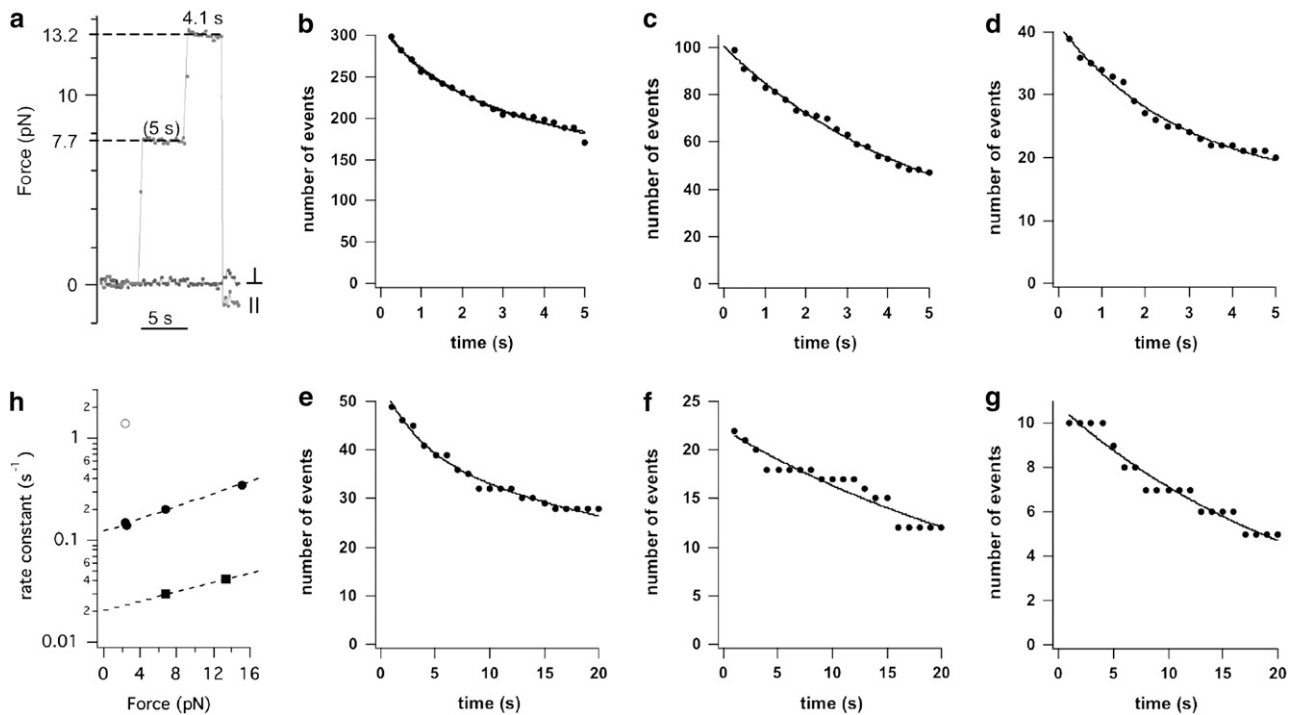 a
4.1 s
13.2
10
(5 s)
7.7
0
Force (pN)
⊥
||
5 s
b
300
250
200
150
100
50
0
number of events
0 1 2 3 4 5
time (s)
c
100
80
60
40
20
0
number of events
0 1 2 3 4 5
time (s)
d
40
30
20
10
0
number of events
0 1 2 3 4 5
time (s)
h
2
1
6
4
2
0.1
6
4
2
0.01
rate constant (s⁻¹)
0 4 8 12 16
Force (pN)
e
50
40
30
20
10
0
number of events
0 5 10 15 20
time (s)
f
25
20
15
10
5
0
number of events
0 5 10 15 20
time (s)
g
10
8
6
4
2
0
number of events
0 5 10 15 20
time (s)